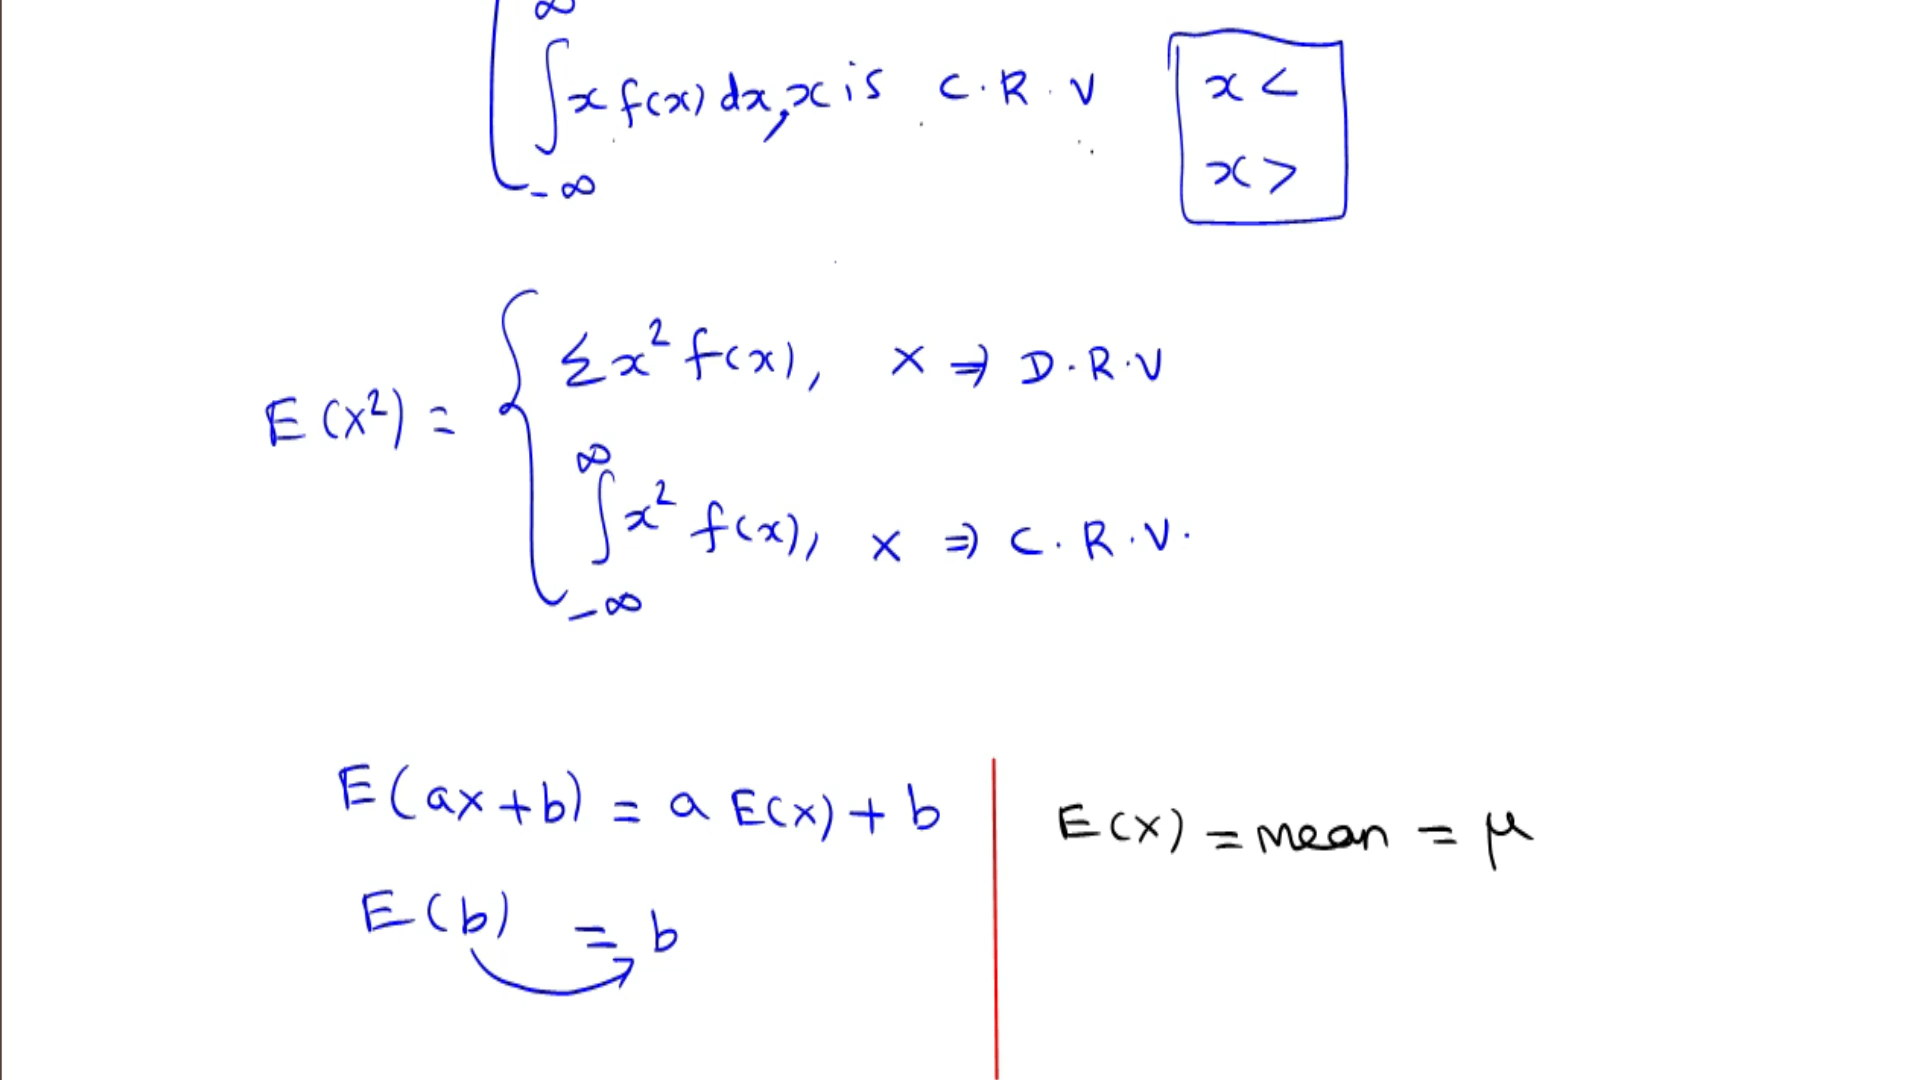 ∞
∫ x f(x) dx, x is C.R.V
-∞
x <
x >
E(x²) =
Σx² f(x), x ⇒ D.R.V
∞
∫ x² f(x), x ⇒ C.R.V.
-∞
E(ax+b) = a E(x) + b
E(b) = b
E(x) = mean = μ